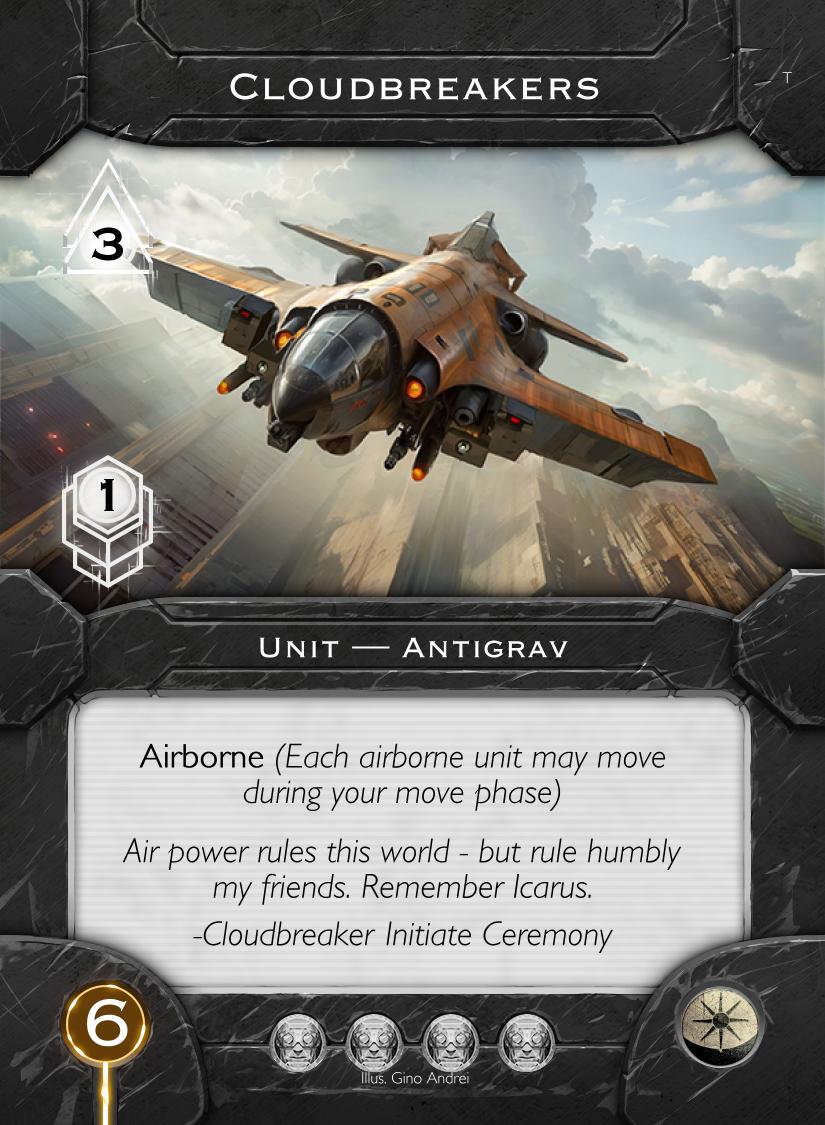 Cloudbreakers
T
3
1
Unit — Antigrav
Airborne (Each airborne unit may move
during your move phase)
Air power rules this world - but rule humbly
my friends. Remember Icarus.
-Cloudbreaker Initiate Ceremony
6
Illus. Gino Andrei